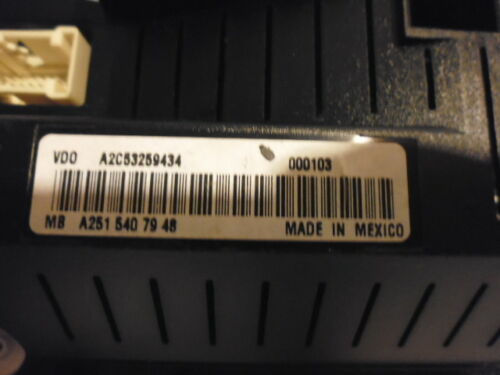 VDO A2C53259434 000103
MB A251 540 79 48 MADE IN MEXICO